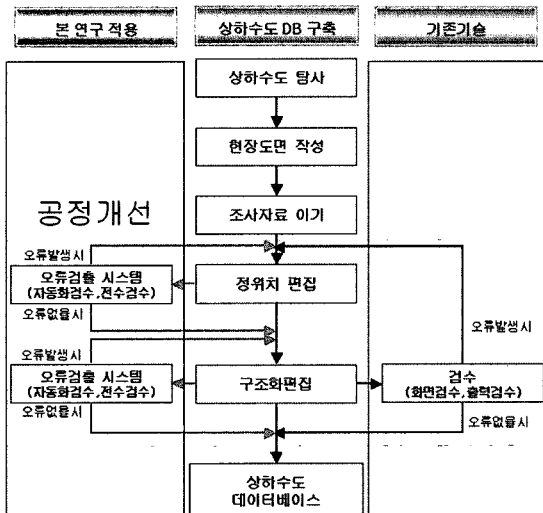 본 연구 적용
상하수도 DB 구축
기존기술
상하수도 탐사
현장도면 작성
조사자료 이기
공정개선
오류발생시
오류검출 시스템
(자동화검수,전수검수)
오류없을시
정위치 편집
오류발생시
오류발생시
오류검출 시스템
(자동화검수,전수검수)
오류없을시
구조화편집
검수
(화면검수,출력검수)
오류없을시
상하수도
데이터베이스